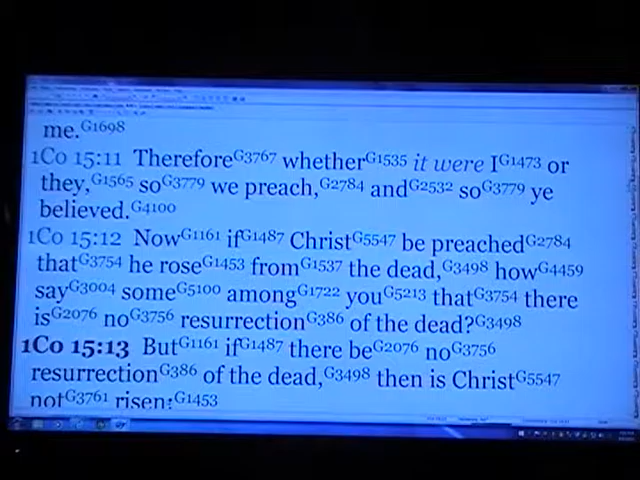 me.G1698
1Co 15:11 ThereforeG3767 whetherG1535 it were IG1473 or
they,G1565 soG3779 we preach,G2784 andG2532 soG3779 ye
believed.G4100
1Co 15:12 NowG1161 ifG1487 ChristG5547 be preachedG2784
thatG3754 he roseG1453 fromG1537 the dead,G3498 howG4459
sayG3004 someG5100 amongG1722 youG5213 thatG3754 there
isG2076 noG3756 resurrectionG386 of the dead?G3498
1Co 15:13 ButG1161 ifG1487 there beG2076 noG3756
resurrectionG386 of the dead,G3498 then is ChristG5547
notG3761 risen:G1453